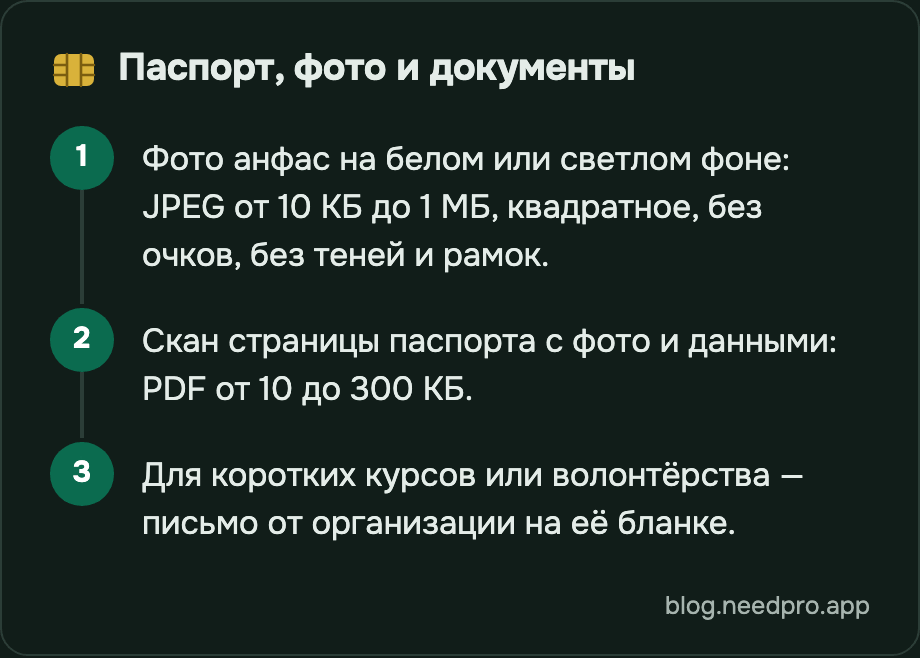 Паспорт, фото и документы
1
Фото анфас на белом или светлом фоне:
JPEG от 10 КБ до 1 МБ, квадратное, без
очков, без теней и рамок.
2
Скан страницы паспорта с фото и данными:
PDF от 10 до 300 КБ.
3
Для коротких курсов или волонтёрства —
письмо от организации на её бланке.
blog.needpro.app